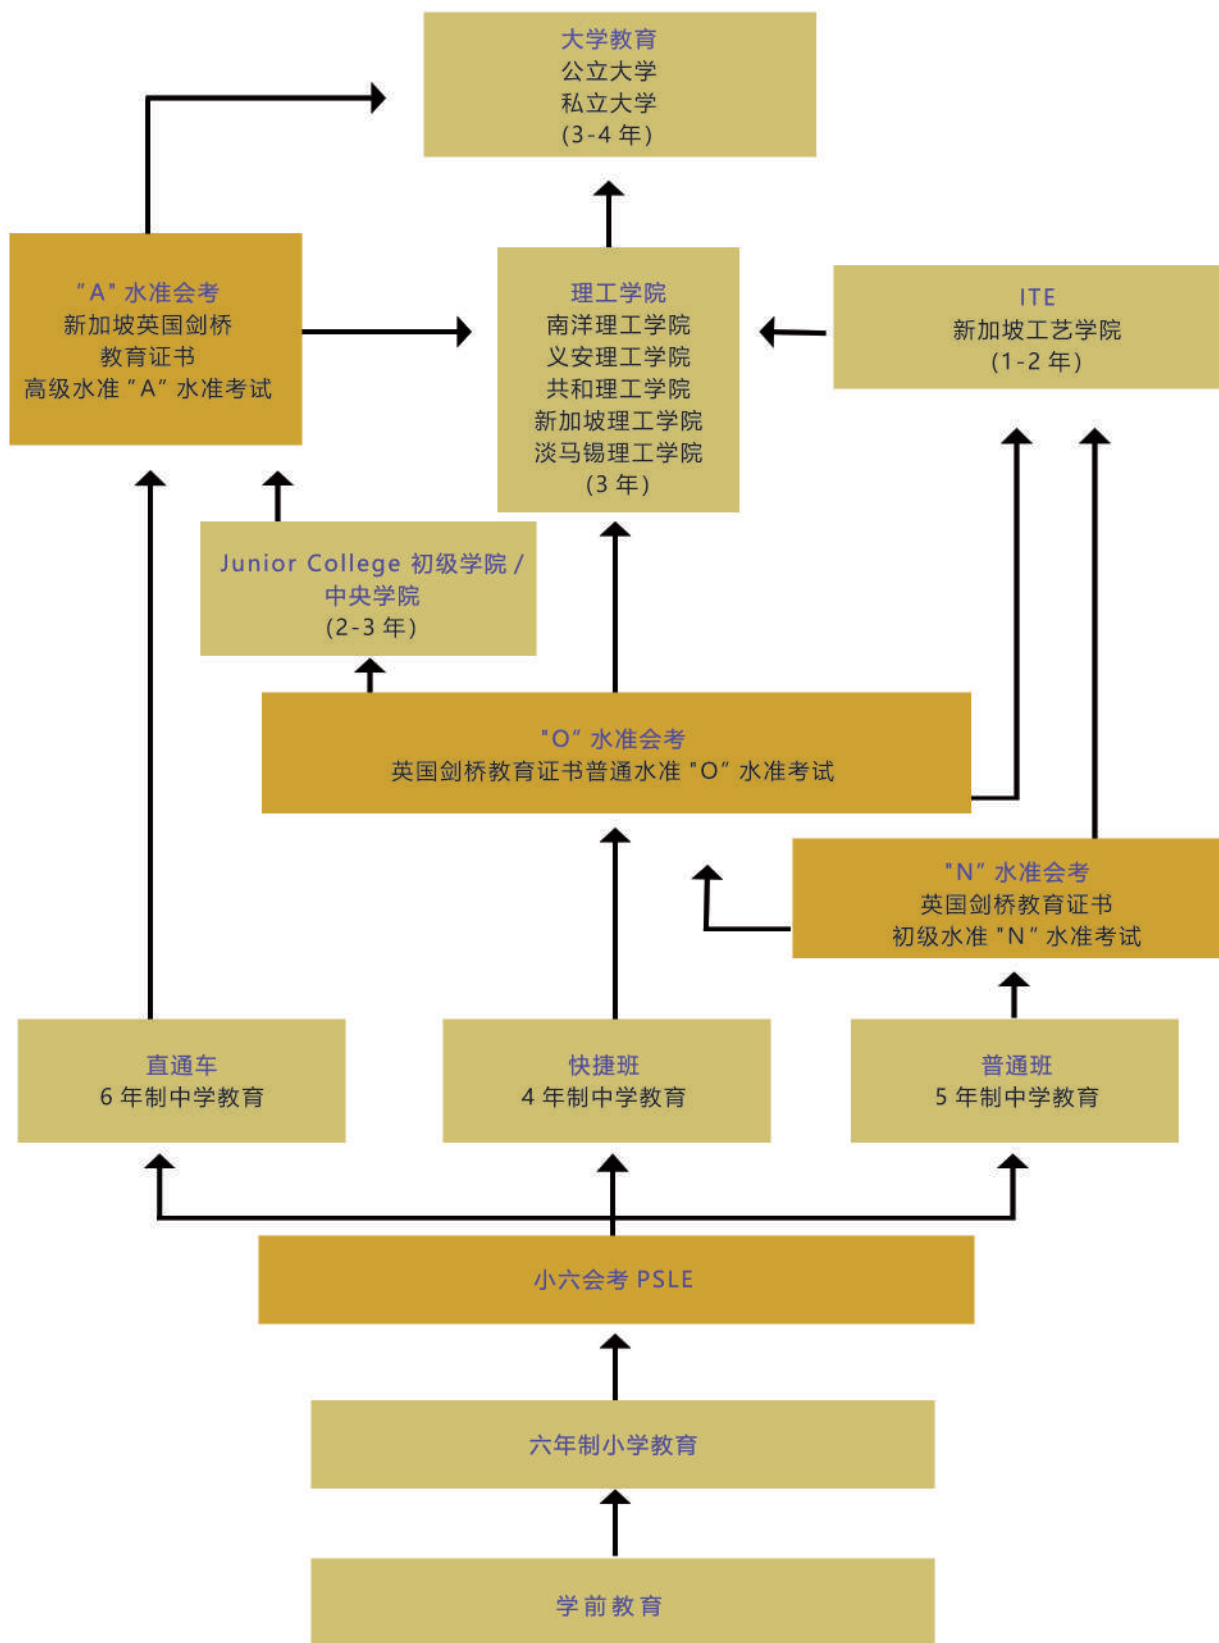 大学教育
公立大学
私立大学
(3-4 年)
"A" 水准会考
新加坡英国剑桥
教育证书
高级水准 "A" 水准考试
理工学院
南洋理工学院
义安理工学院
共和理工学院
新加坡理工学院
淡马锡理工学院
(3 年)
ITE
新加坡工艺学院
(1-2 年)
Junior College 初级学院 /
中央学院
(2-3 年)
"O" 水准会考
英国剑桥教育证书普通水准 "O" 水准考试
"N" 水准会考
英国剑桥教育证书
初级水准 "N" 水准考试
直通车
6 年制中学教育
快捷班
4 年制中学教育
普通班
5 年制中学教育
小六会考 PSLE
六年制小学教育
学前教育